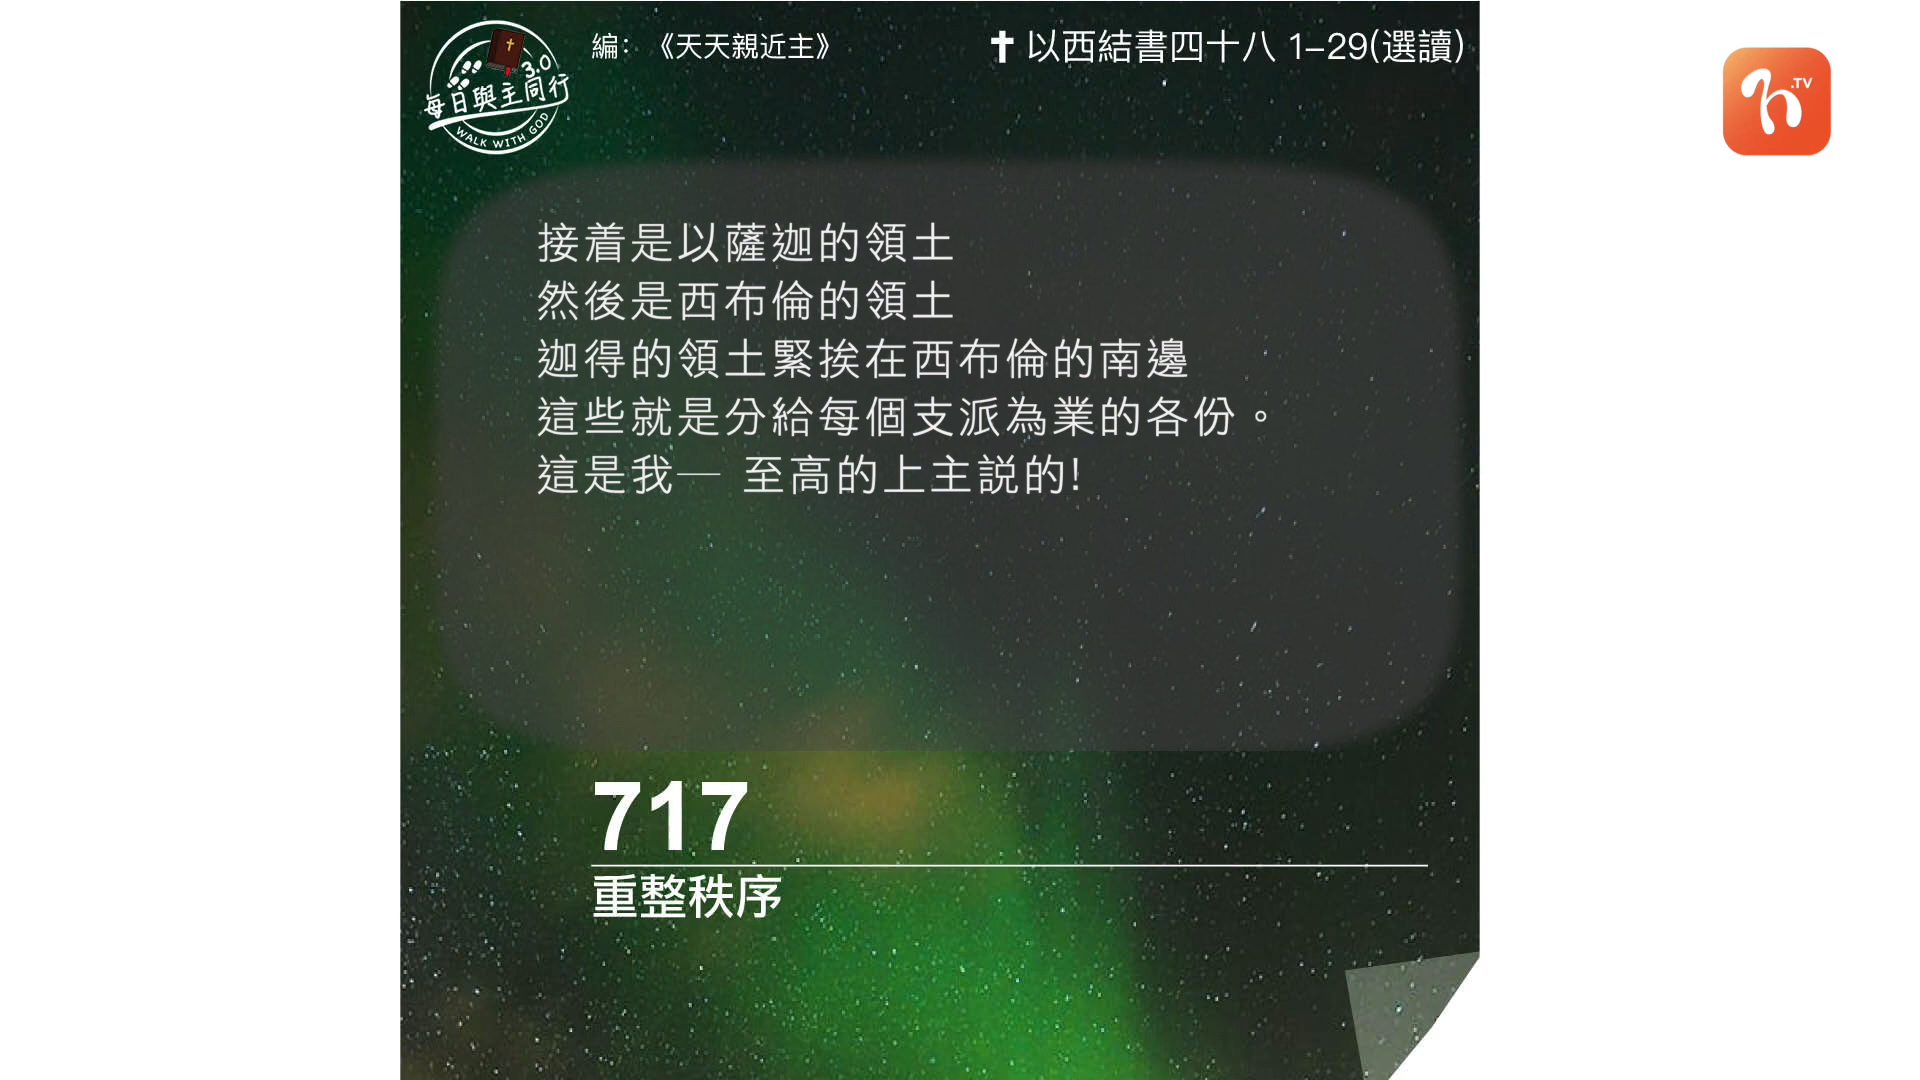 編：《天天親近主》
✝ 以西結書四十八 1–29(選讀)
3.0
每日與主同行
WALK WITH GOD
h.TV
接着是以薩迦的領土
然後是西布倫的領土
迦得的領土緊挨在西布倫的南邊
這些就是分給每個支派為業的各份。
這是我─ 至高的上主説的!
717
重整秩序